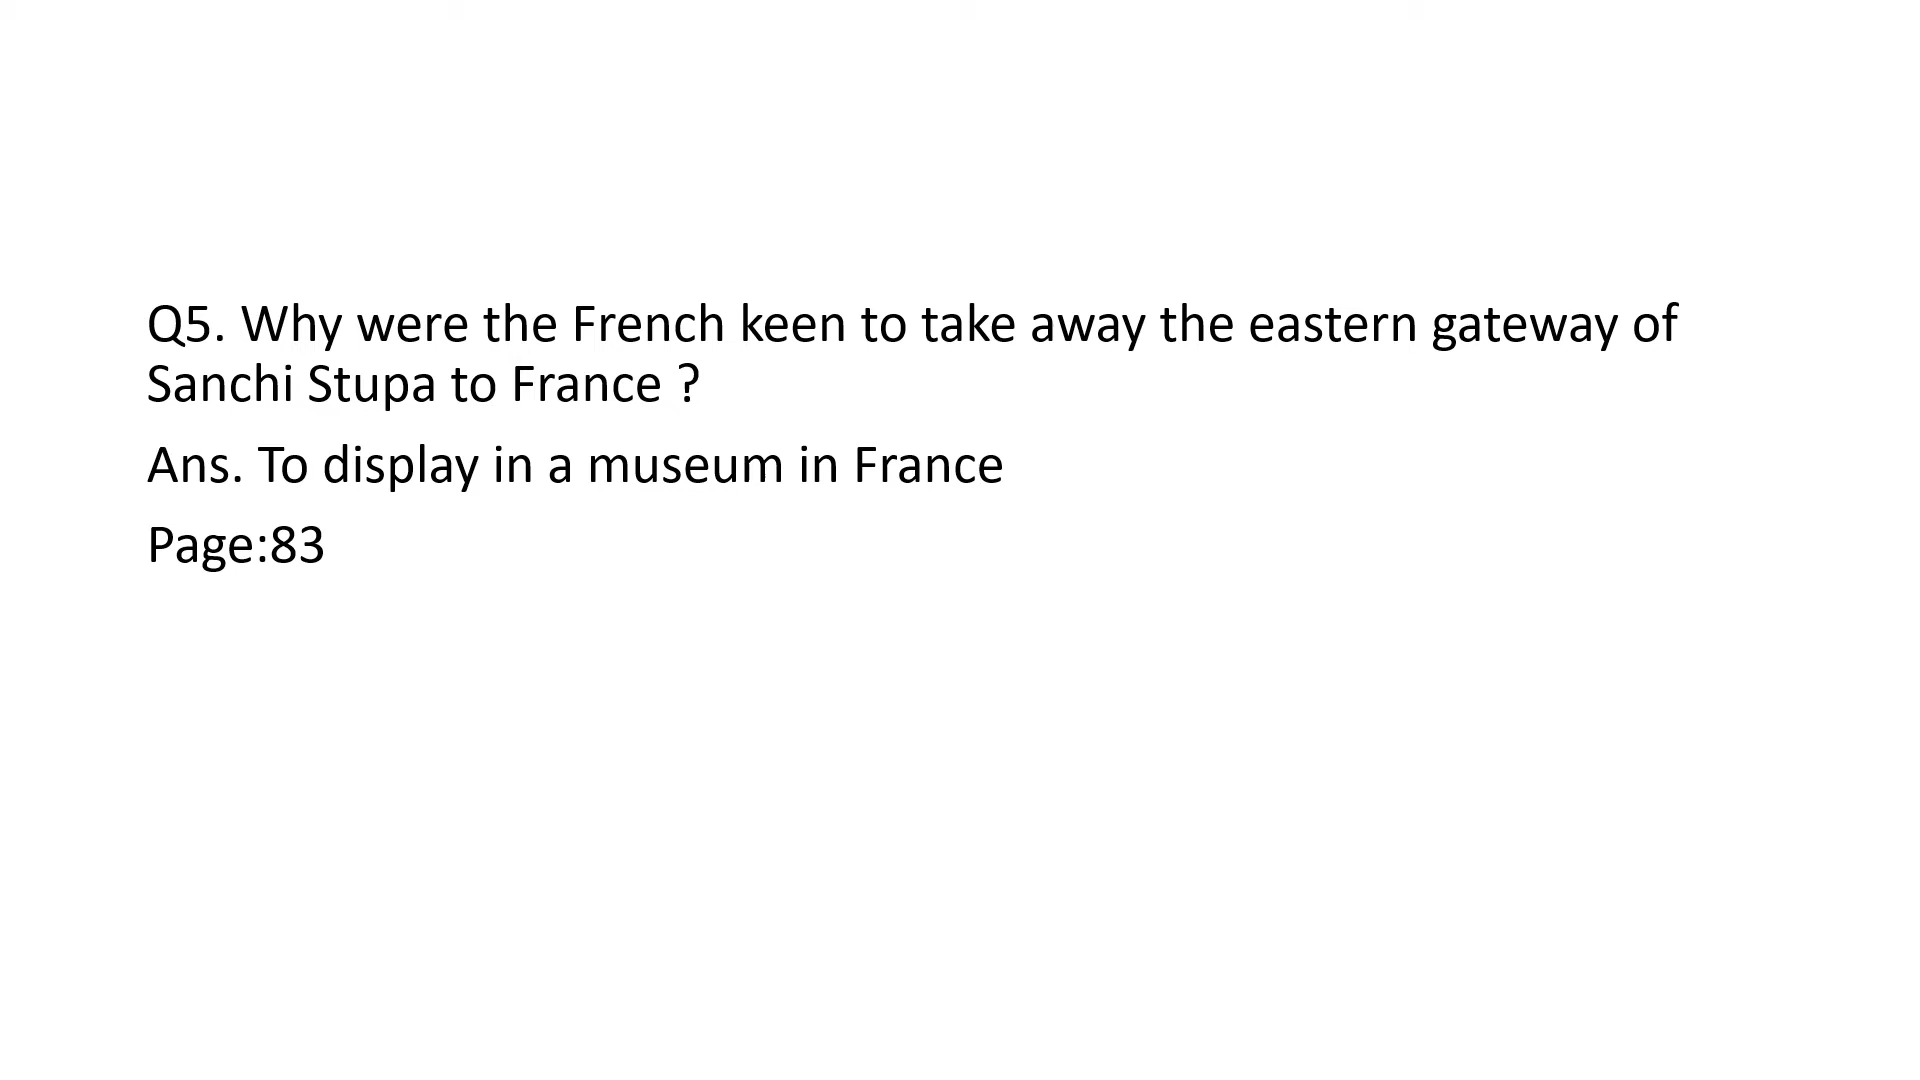 Q5. Why were the French keen to take away the eastern gateway of
Sanchi Stupa to France ?
Ans. To display in a museum in France
Page:83